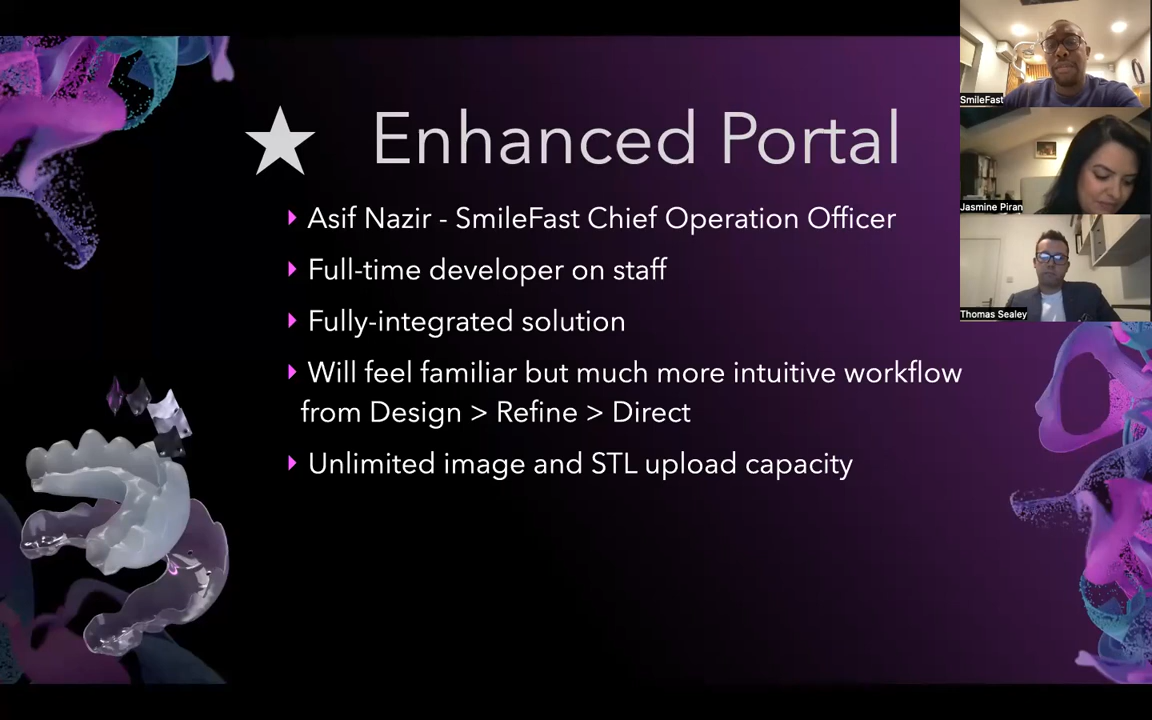 Enhanced Portal
Asif Nazir - SmileFast Chief Operation Officer
Full-time developer on staff
Fully-integrated solution
Will feel familiar but much more intuitive workflow
from Design > Refine > Direct
Unlimited image and STL upload capacity
SmileFast
Jasmine Piran
Thomas Sealey